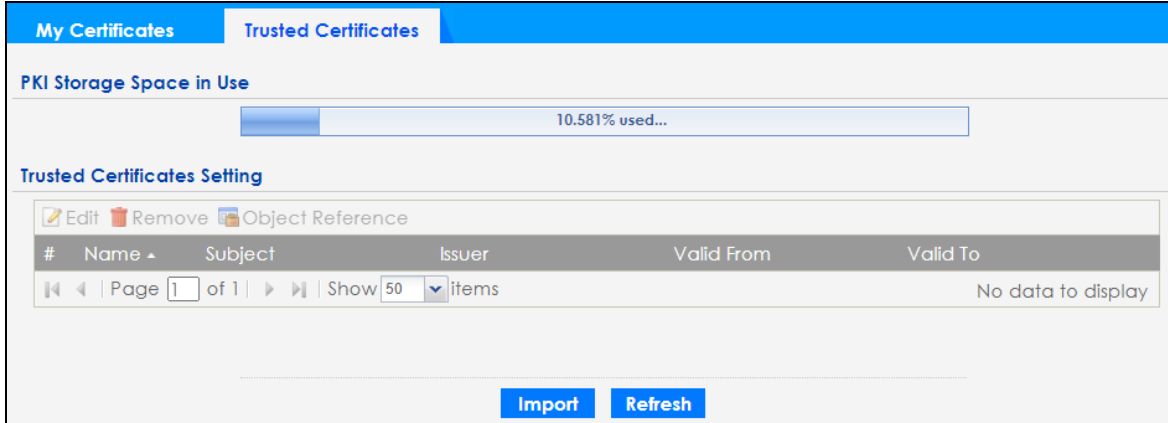 My Certificates Trusted Certificates
PKI Storage Space in Use
10.581% used...
Trusted Certificates Setting
Edit Remove Object Reference
# Name Subject Issuer Valid From Valid To
Page 1 of 1 Show 50 items No data to display
Import Refresh